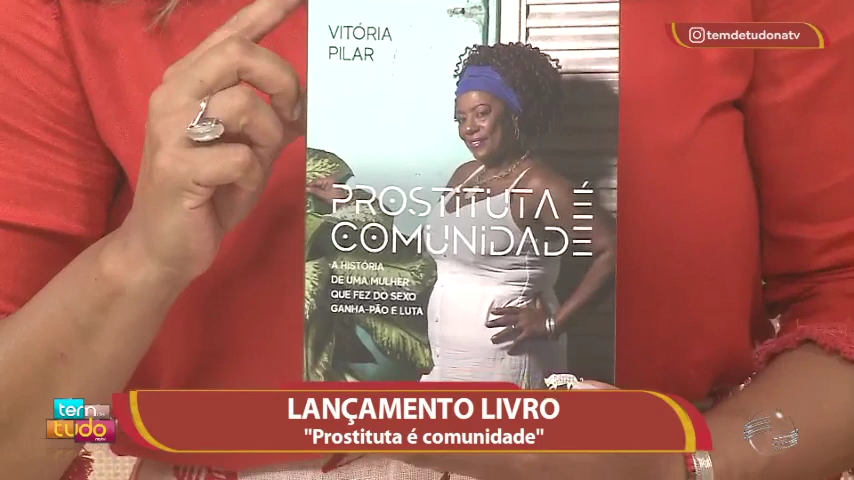 VITÓRIA
PILAR
temdetudonatv
PROSTITUTA É
COMUNIDADE
A HISTÓRIA
DE UMA MULHER
QUE FEZ DO SEXO
GANHA-PÃO E LUTA
LANÇAMENTO LIVRO
"Prostituta é comunidade"
tem de
tudo